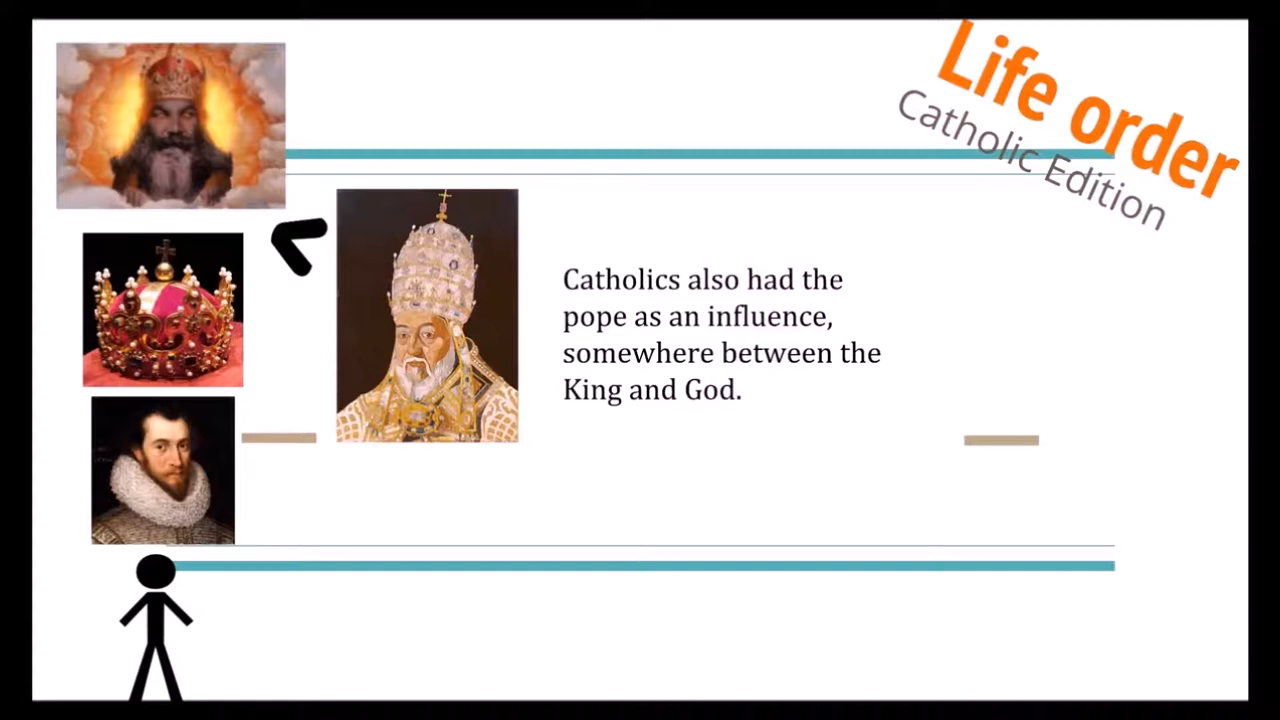 Life order
Catholic Edition
Catholics also had the
pope as an influence,
somewhere between the
King and God.